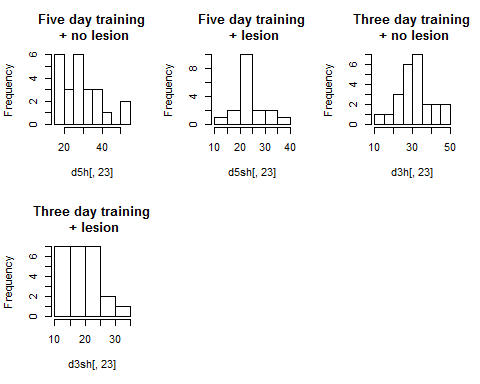 Five day training
+ no lesion
Frequency
0 2 4 6
20 40
d5h[, 23]
Five day training
+ lesion
Frequency
0 4 8
10 20 30 40
d5sh[, 23]
Three day training
+ no lesion
Frequency
0 2 4 6
10 30 50
d3h[, 23]
Three day training
+ lesion
Frequency
0 2 4 6
10 20 30
d3sh[, 23]